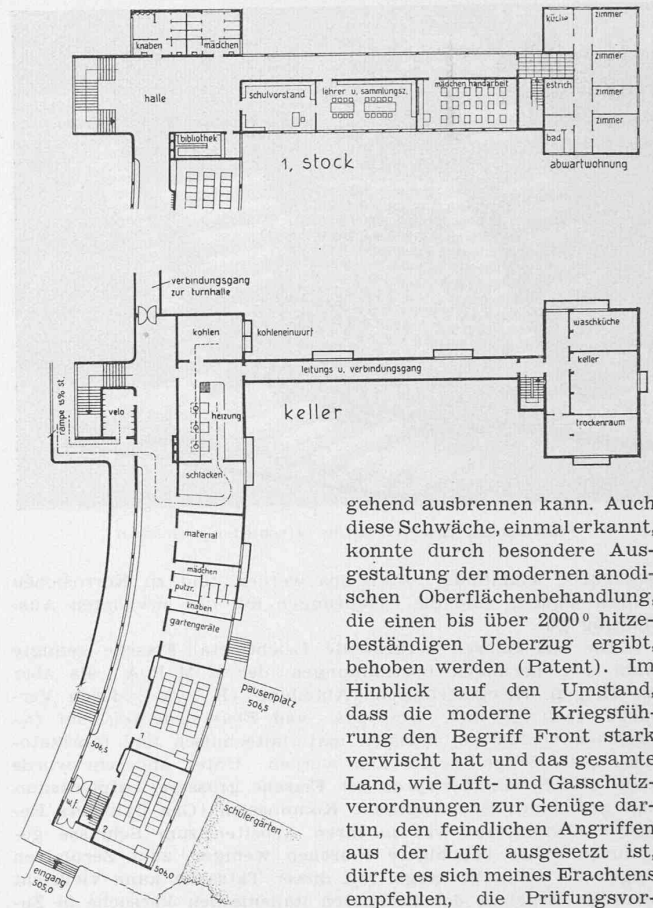 knaben
mädchen
küche
zimmer
zimmer
halle
schulvorstand
lehrer u. sammlungsz.
mädchen handarbeit
estrich
zimmer
bibliothek
bad
zimmer
1, stock
abwartwohnung
verbindungsgang
zur turnhalle
kohlen
kohleneinwurf
waschküche
leitungs u. verbindungsgang
keller
rampe 15% st.
velo
heizung
keller
trockenraum
schlacken
material
mädchen
putzr.
knaben
gartengeräte
pausenplatz
506,5
506,5
schülergärten
w.f.
2
eingang
505,0
506,0
gehend ausbrennen kann. Auch
diese Schwäche, einmal erkannt,
konnte durch besondere Aus-
gestaltung der modernen anodi-
schen Oberflächenbehandlung,
die einen bis über 2000⁰ hitze-
beständigen Ueberzug ergibt,
behoben werden (Patent). Im
Hinblick auf den Umstand,
dass die moderne Kriegsfüh-
rung den Begriff Front stark
verwischt hat und das gesamte
Land, wie Luft- und Gasschutz-
verordnungen zur Genüge dar-
tun, den feindlichen Angriffen
aus der Luft ausgesetzt ist,
dürfte es sich meines Erachtens
empfehlen, die Prüfungsvor-